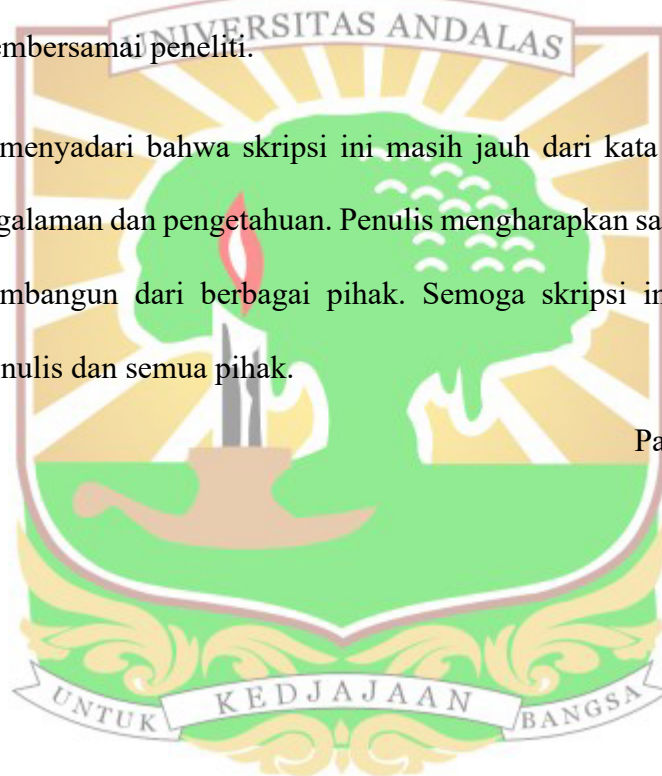 UNIVERSITAS ANDALAS
embersamai peneliti.
menyadari bahwa skripsi ini masih jauh dari kata
galaman dan pengetahuan. Penulis mengharapkan sa
mbangun dari berbagai pihak. Semoga skripsi in
nulis dan semua pihak.
Pa
UNTUK KEDJAJAAN BANGSA